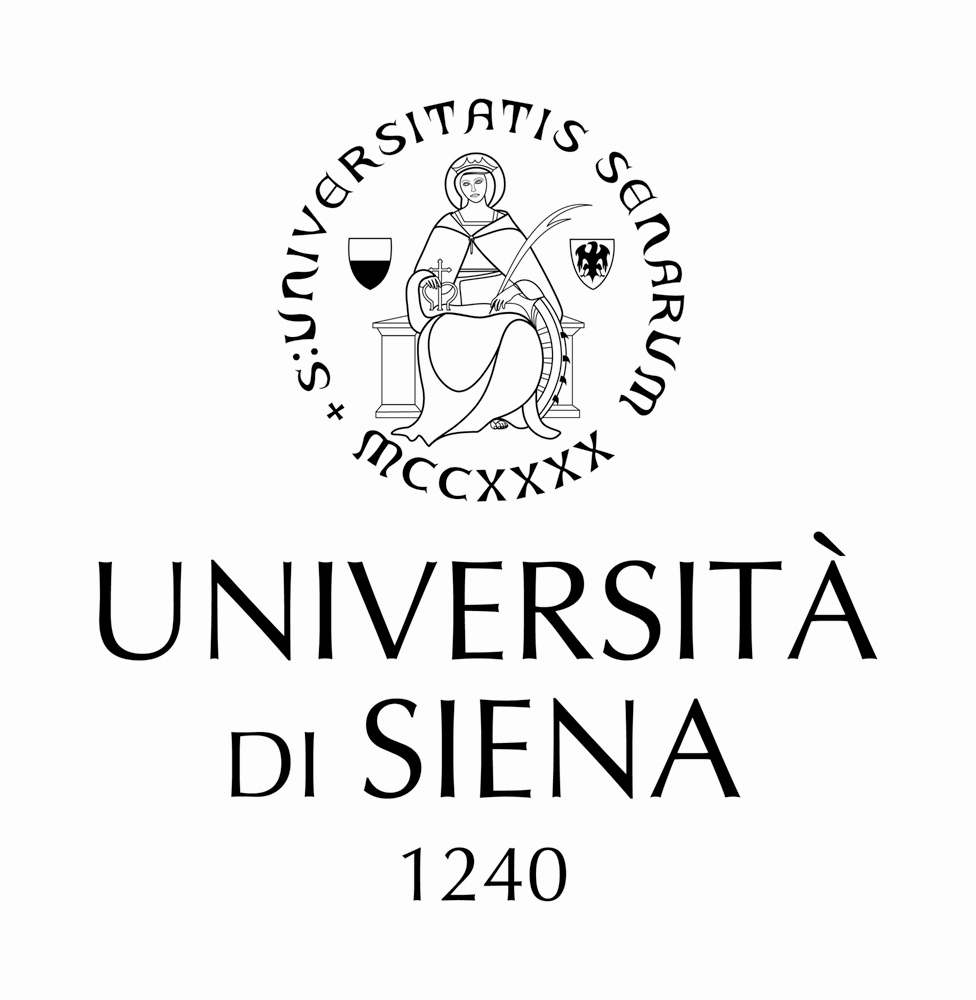 + S:UNIVERSITATIS SENARUM
MCCXXXX
UNIVERSITÀ
DI SIENA
1240